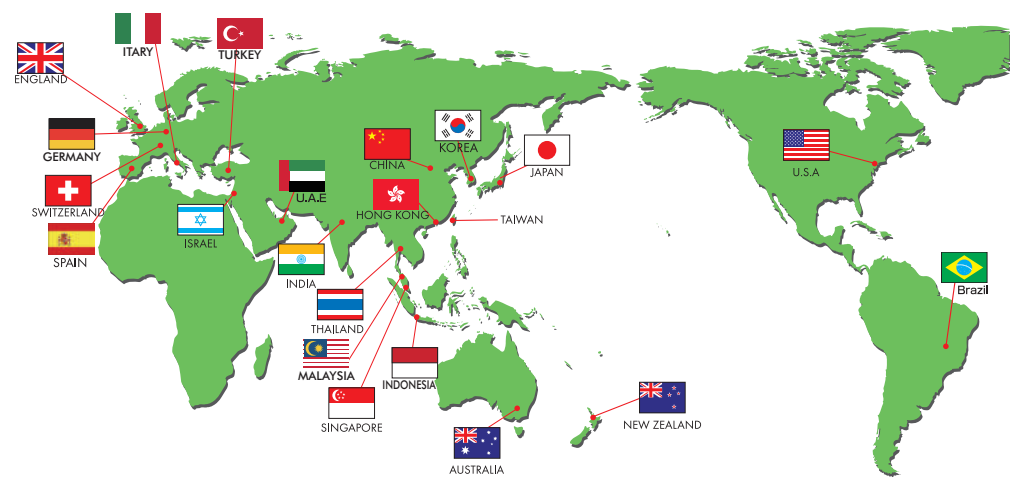 ITARY
TURKEY
ENGLAND
GERMANY
SWITZERLAND
SPAIN
ISRAEL
U.A.E
INDIA
CHINA
KOREA
JAPAN
HONG KONG
TAIWAN
THAILAND
MALAYSIA
SINGAPORE
INDONESIA
AUSTRALIA
NEW ZEALAND
U.S.A
Brazil